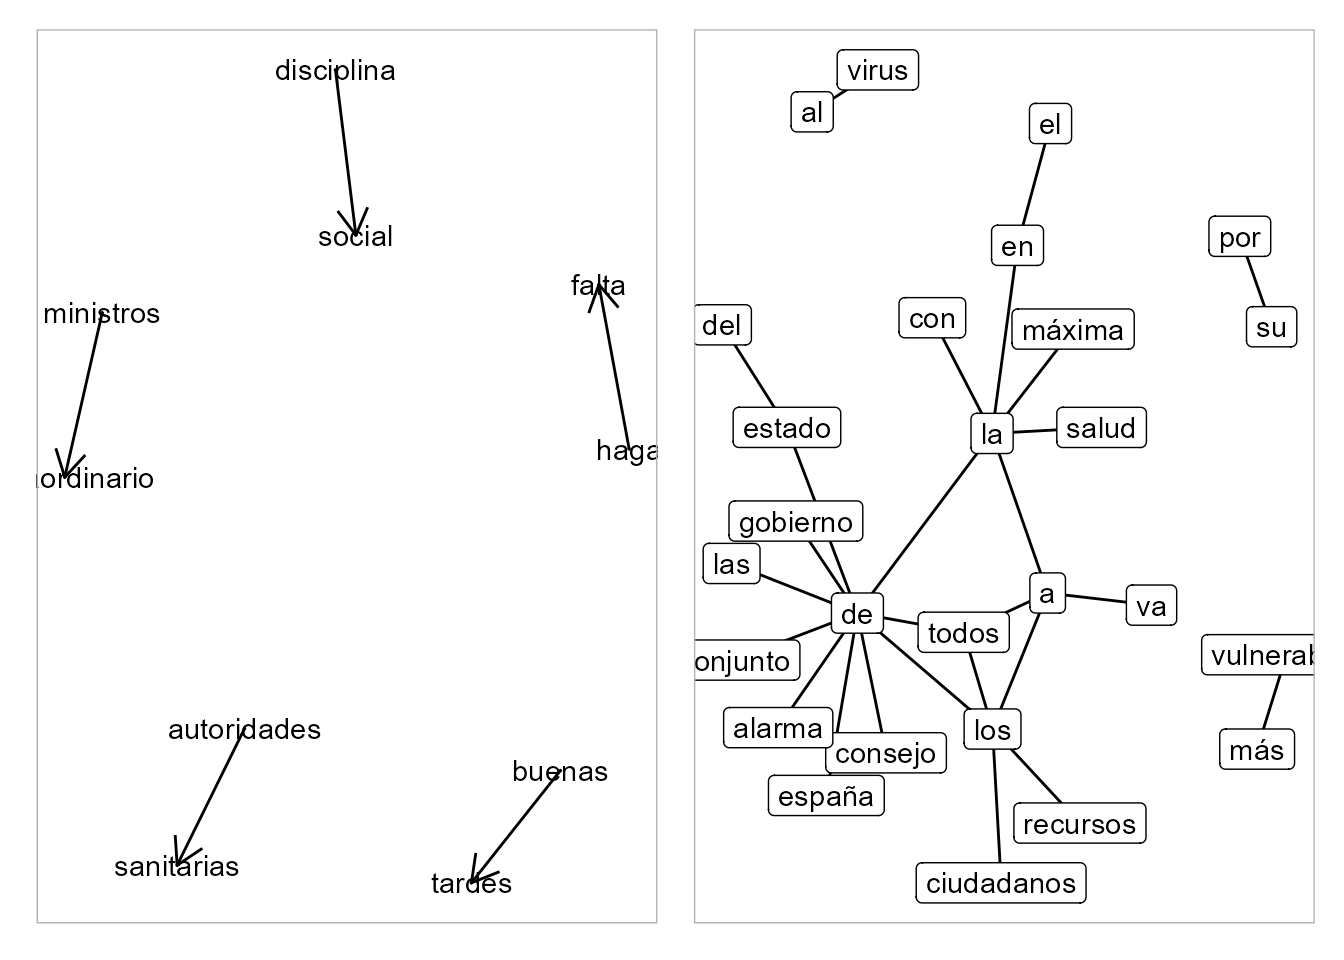 disciplina
social
falta
ministros
haga
ordinario
autoridades
buenas
sanitarias
tardes
virus
al
el
por
en
con
del
máxima
su
estado
la
salud
gobierno
las
a
va
de
todos
onjunto
vulnerab
alarma
los
consejo
más
españa
recursos
ciudadanos